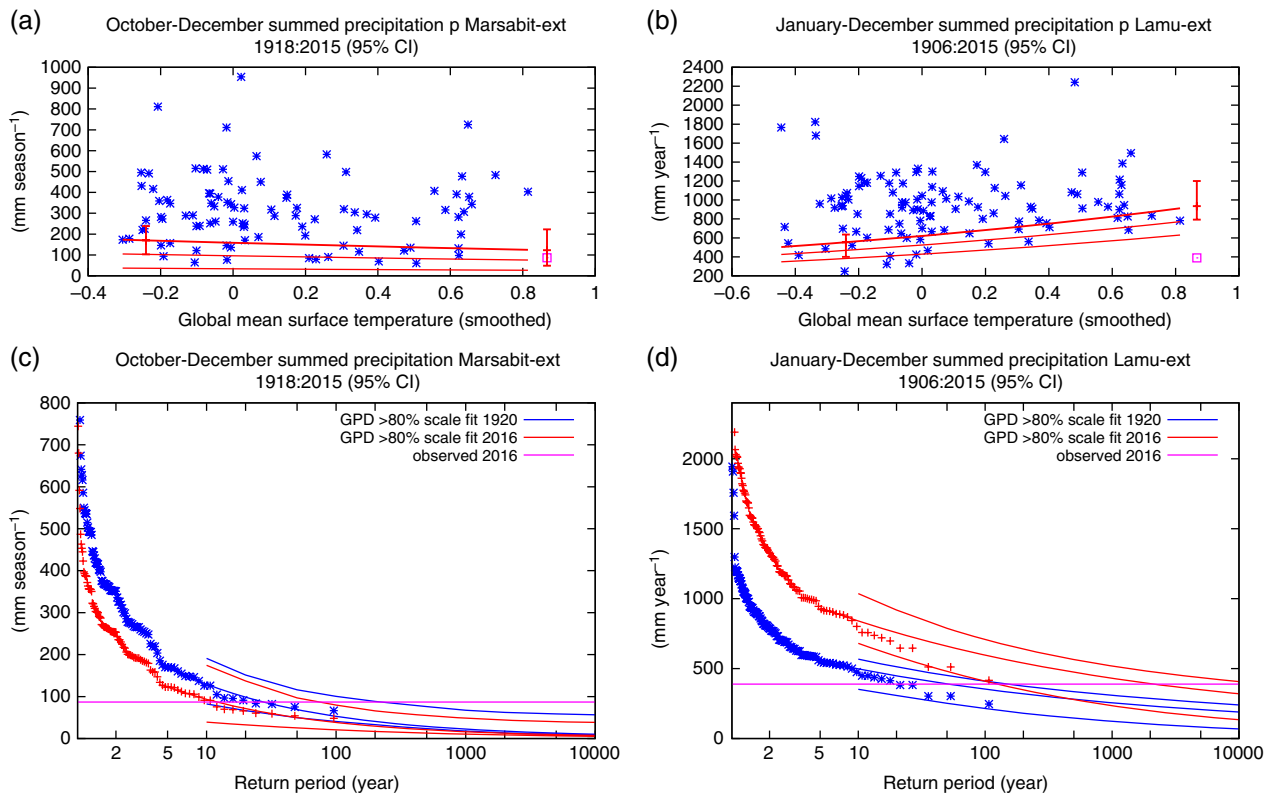 (a)
October-December summed precipitation p Marsabit-ext
1918:2015 (95% CI)
1000
900
800
700
600
500
400
300
200
100
0
(mm season⁻¹)
−0.4 −0.2 0 0.2 0.4 0.6 0.8 1
Global mean surface temperature (smoothed)
(b)
January-December summed precipitation p Lamu-ext
1906:2015 (95% CI)
2400
2200
2000
1800
1600
1400
1200
1000
800
600
400
200
(mm year⁻¹)
−0.6 −0.4 −0.2 0 0.2 0.4 0.6 0.8 1
Global mean surface temperature (smoothed)
(c)
October-December summed precipitation Marsabit-ext
1918:2015 (95% CI)
800
700
600
500
400
300
200
100
0
(mm season⁻¹)
GPD >80% scale fit 1920
GPD >80% scale fit 2016
observed 2016
2 5 10 100 1000 10000
Return period (year)
(d)
January-December summed precipitation Lamu-ext
1906:2015 (95% CI)
2000
1500
1000
500
0
(mm year⁻¹)
GPD >80% scale fit 1920
GPD >80% scale fit 2016
observed 2016
2 5 10 100 1000 10000
Return period (year)